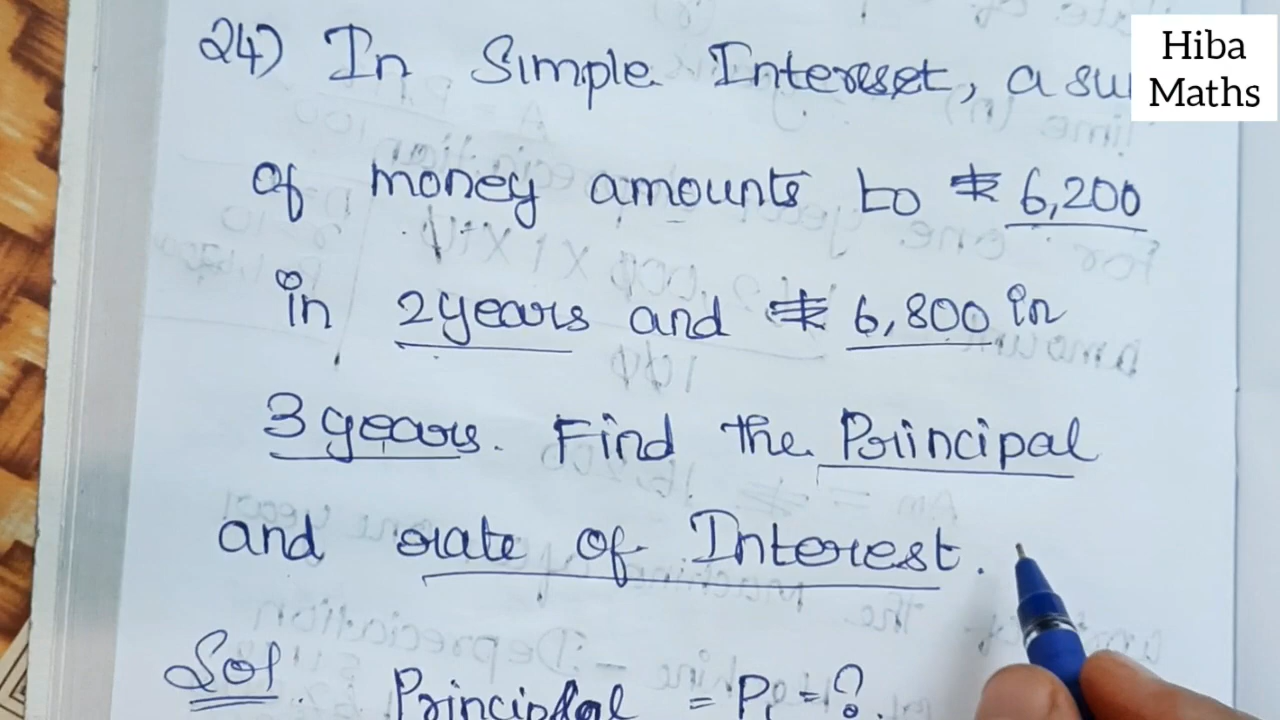 Hiba
Maths
24) In Simple Interest, a
of money amounts to ₹ 6,200
in 2 years and ₹ 6,800 in
3 years. Find the Principal
and rate of Interest.
Sol Principal = P = ?